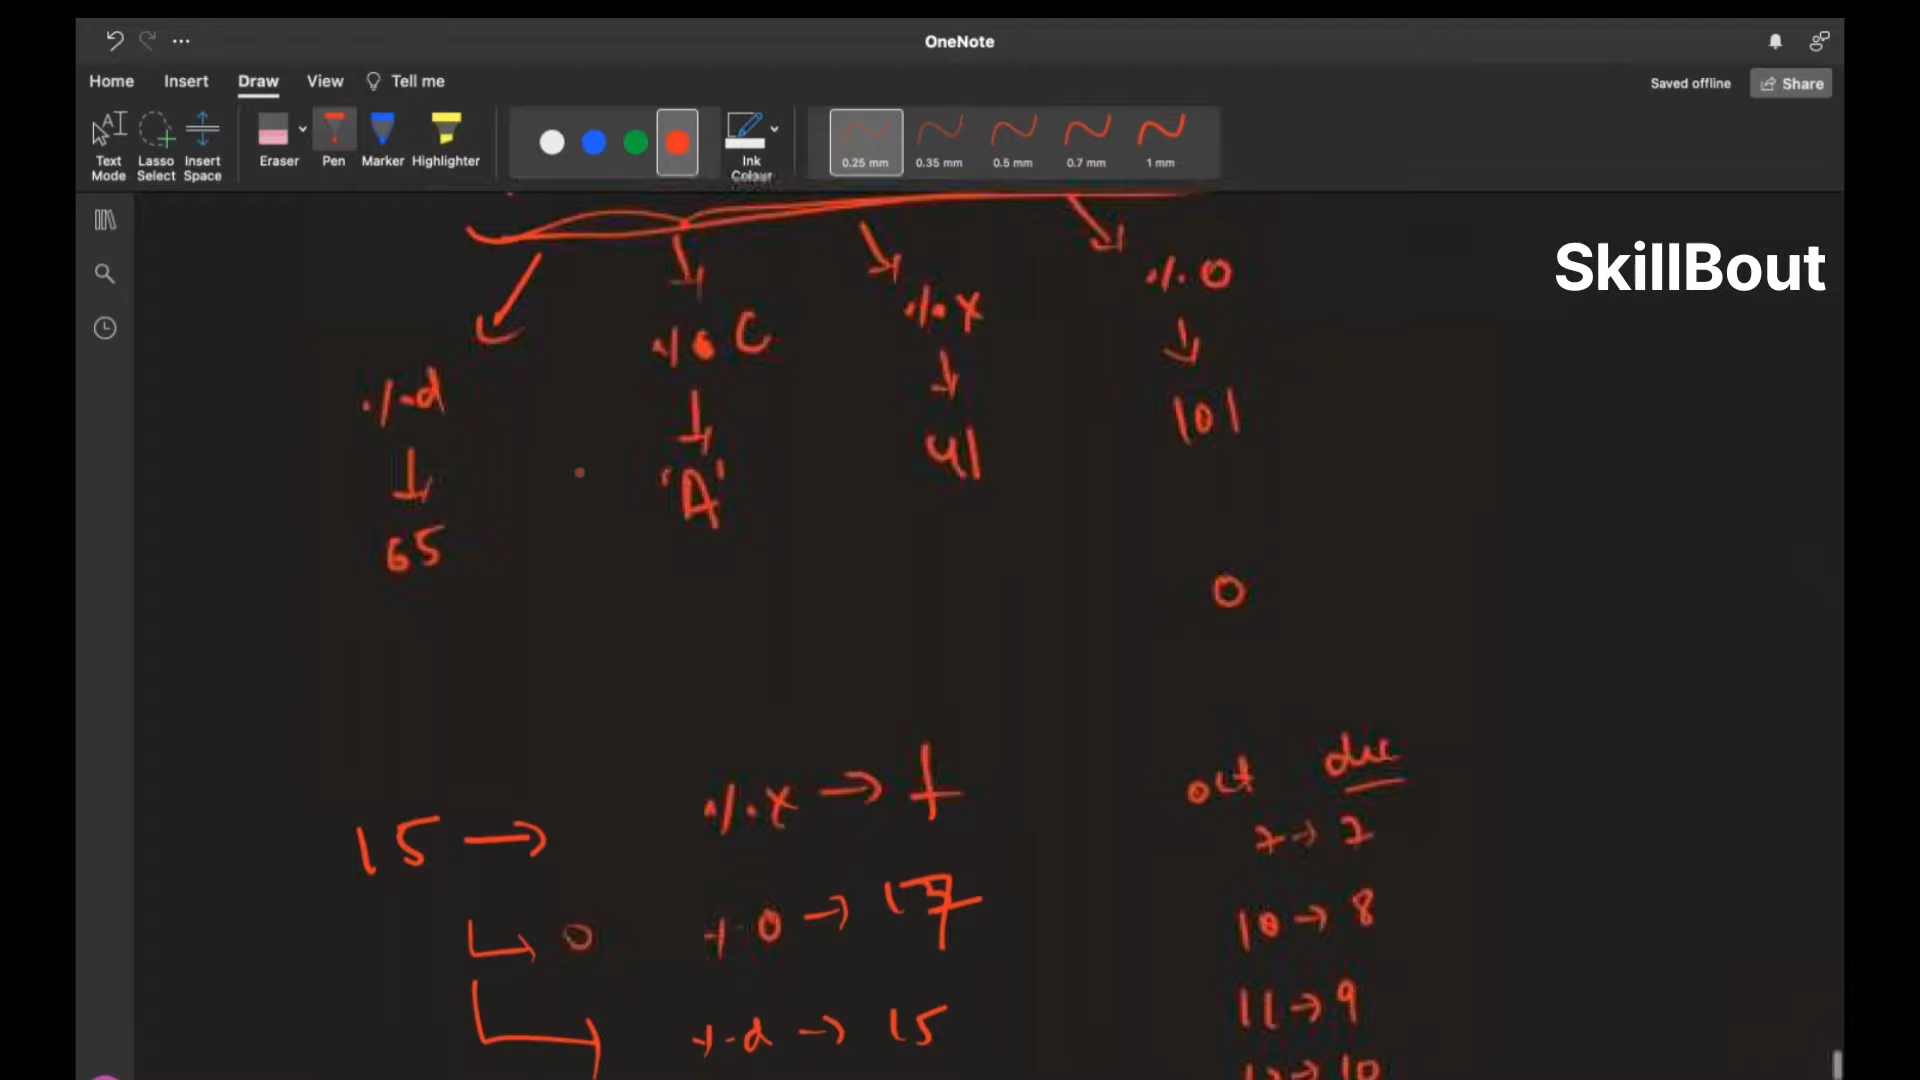 OneNote
Home Insert Draw View Tell me
Saved offline Share
Text Mode
Lasso Select
Insert Space
Eraser
Pen
Marker
Highlighter
Ink Colour
0.25 mm
0.35 mm
0.5 mm
0.7 mm
1 mm
SkillBout
%d
65
%c
'A'
%x
41
%o
101
0
15 →
%x → f
0 %o → 17
%d → 15
oct dec
7 → 7
10 → 8
11 → 9
12 → 10